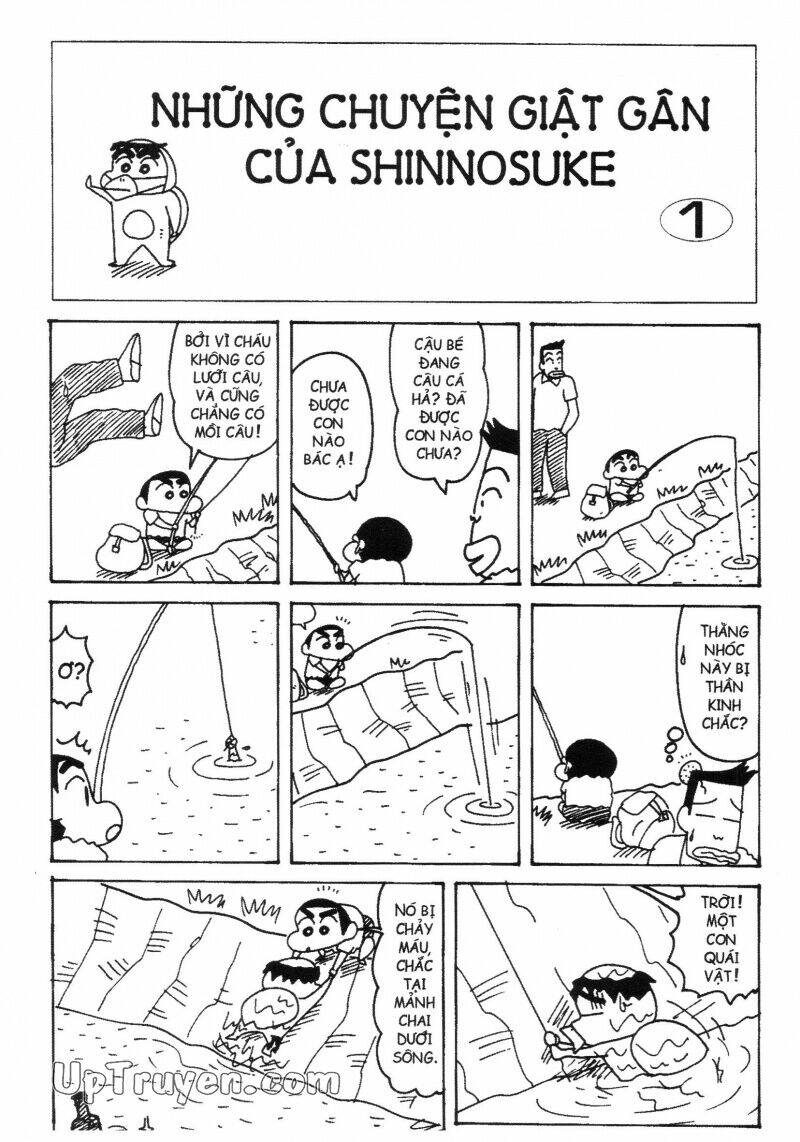 NHỮNG CHUYỆN GIẬT GÂN
CỦA SHINNOSUKE
1
CẬU BÉ
ĐANG
CÂU CÁ
HẢ? ĐÃ
ĐƯỢC
CON NÀO
CHƯA?
CHƯA
ĐƯỢC
CON
NÀO
BÁC Ạ!
BỞI VÌ CHÁU
KHÔNG CÓ
LƯỠI CÂU,
VÀ CŨNG
CHẲNG CÓ
MỒI CÂU!
THẰNG
NHÓC
NÀY BỊ
THẦN
KINH
CHẮC?
Ơ?
TRỜI!
MỘT
CON
QUÁI
VẬT!
NÓ BỊ
CHẢY
MÁU,
CHẮC
TẠI
MẢNH
CHAI
DƯỚI
SÔNG.
UpTruyen.com